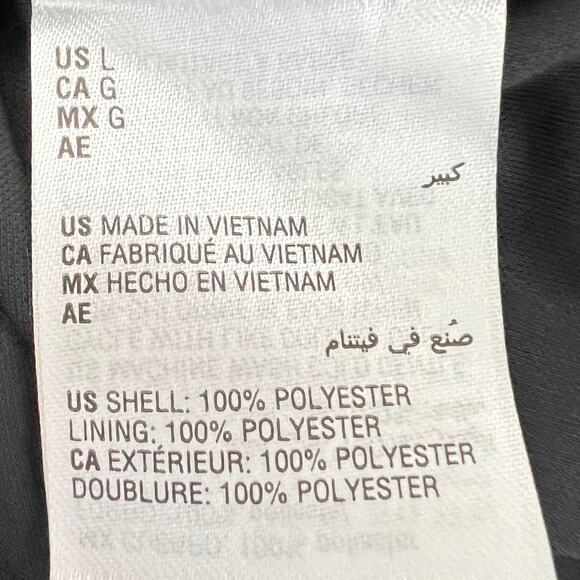 US L
CA G
MX G
AE
كبير
US MADE IN VIETNAM
CA FABRIQUÉ AU VIETNAM
MX HECHO EN VIETNAM
AE
صُنع في فيتنام
US SHELL: 100% POLYESTER
LINING: 100% POLYESTER
CA EXTÉRIEUR: 100% POLYESTER
DOUBLURE: 100% POLYESTER